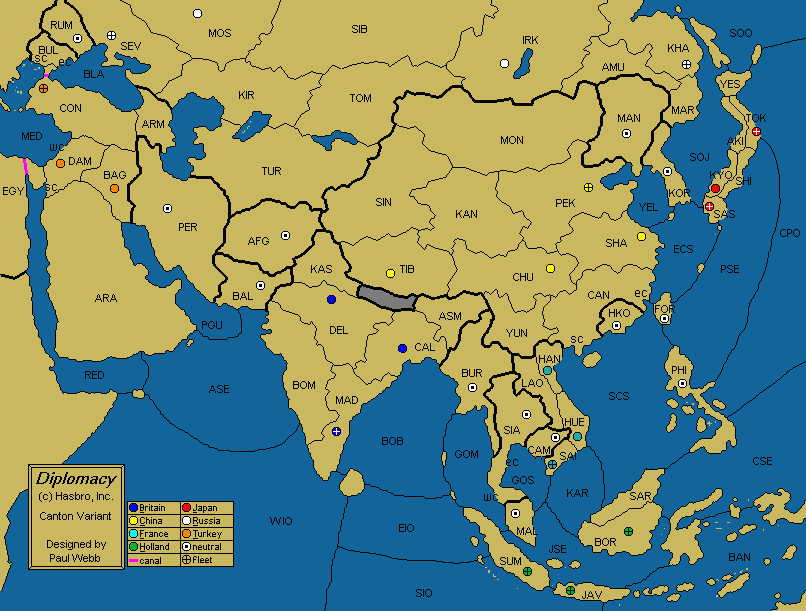 RUM
MOS
SIB
IRK
SOO
SEV
KHA
BUL
sc
ec
BLA
AMU
YES
KIR
TOM
CON
MAR
MAN
TOK
ARM
MED
MON
AKI
wc
SOJ
DAM
TUR
KYO
SHI
BAG
EGY
sc
KOR
SIN
PEK
YEL
SAS
KAN
PER
CPO
AFG
SHA
ECS
KAS
TIB
PSE
CHU
BAL
CAN
ec
ARA
ASM
HKO
FOR
PGU
DEL
YUN
sc
CAL
HAN
RED
BUR
PHI
ASE
LAO
BOM
SCS
MAD
HUE
SIA
BOB
CAM
SAI
GOM
ec
CSE
GOS
KAR
wc
SAR
Diplomacy
(c) Hasbro, Inc.
Canton Variant
Designed by
Paul Webb
Britain
Japan
China
Russia
France
Turkey
Holland
neutral
canal
fleet
WIO
EIO
MAL
BOR
JSE
SUM
BAN
SIO
JAV